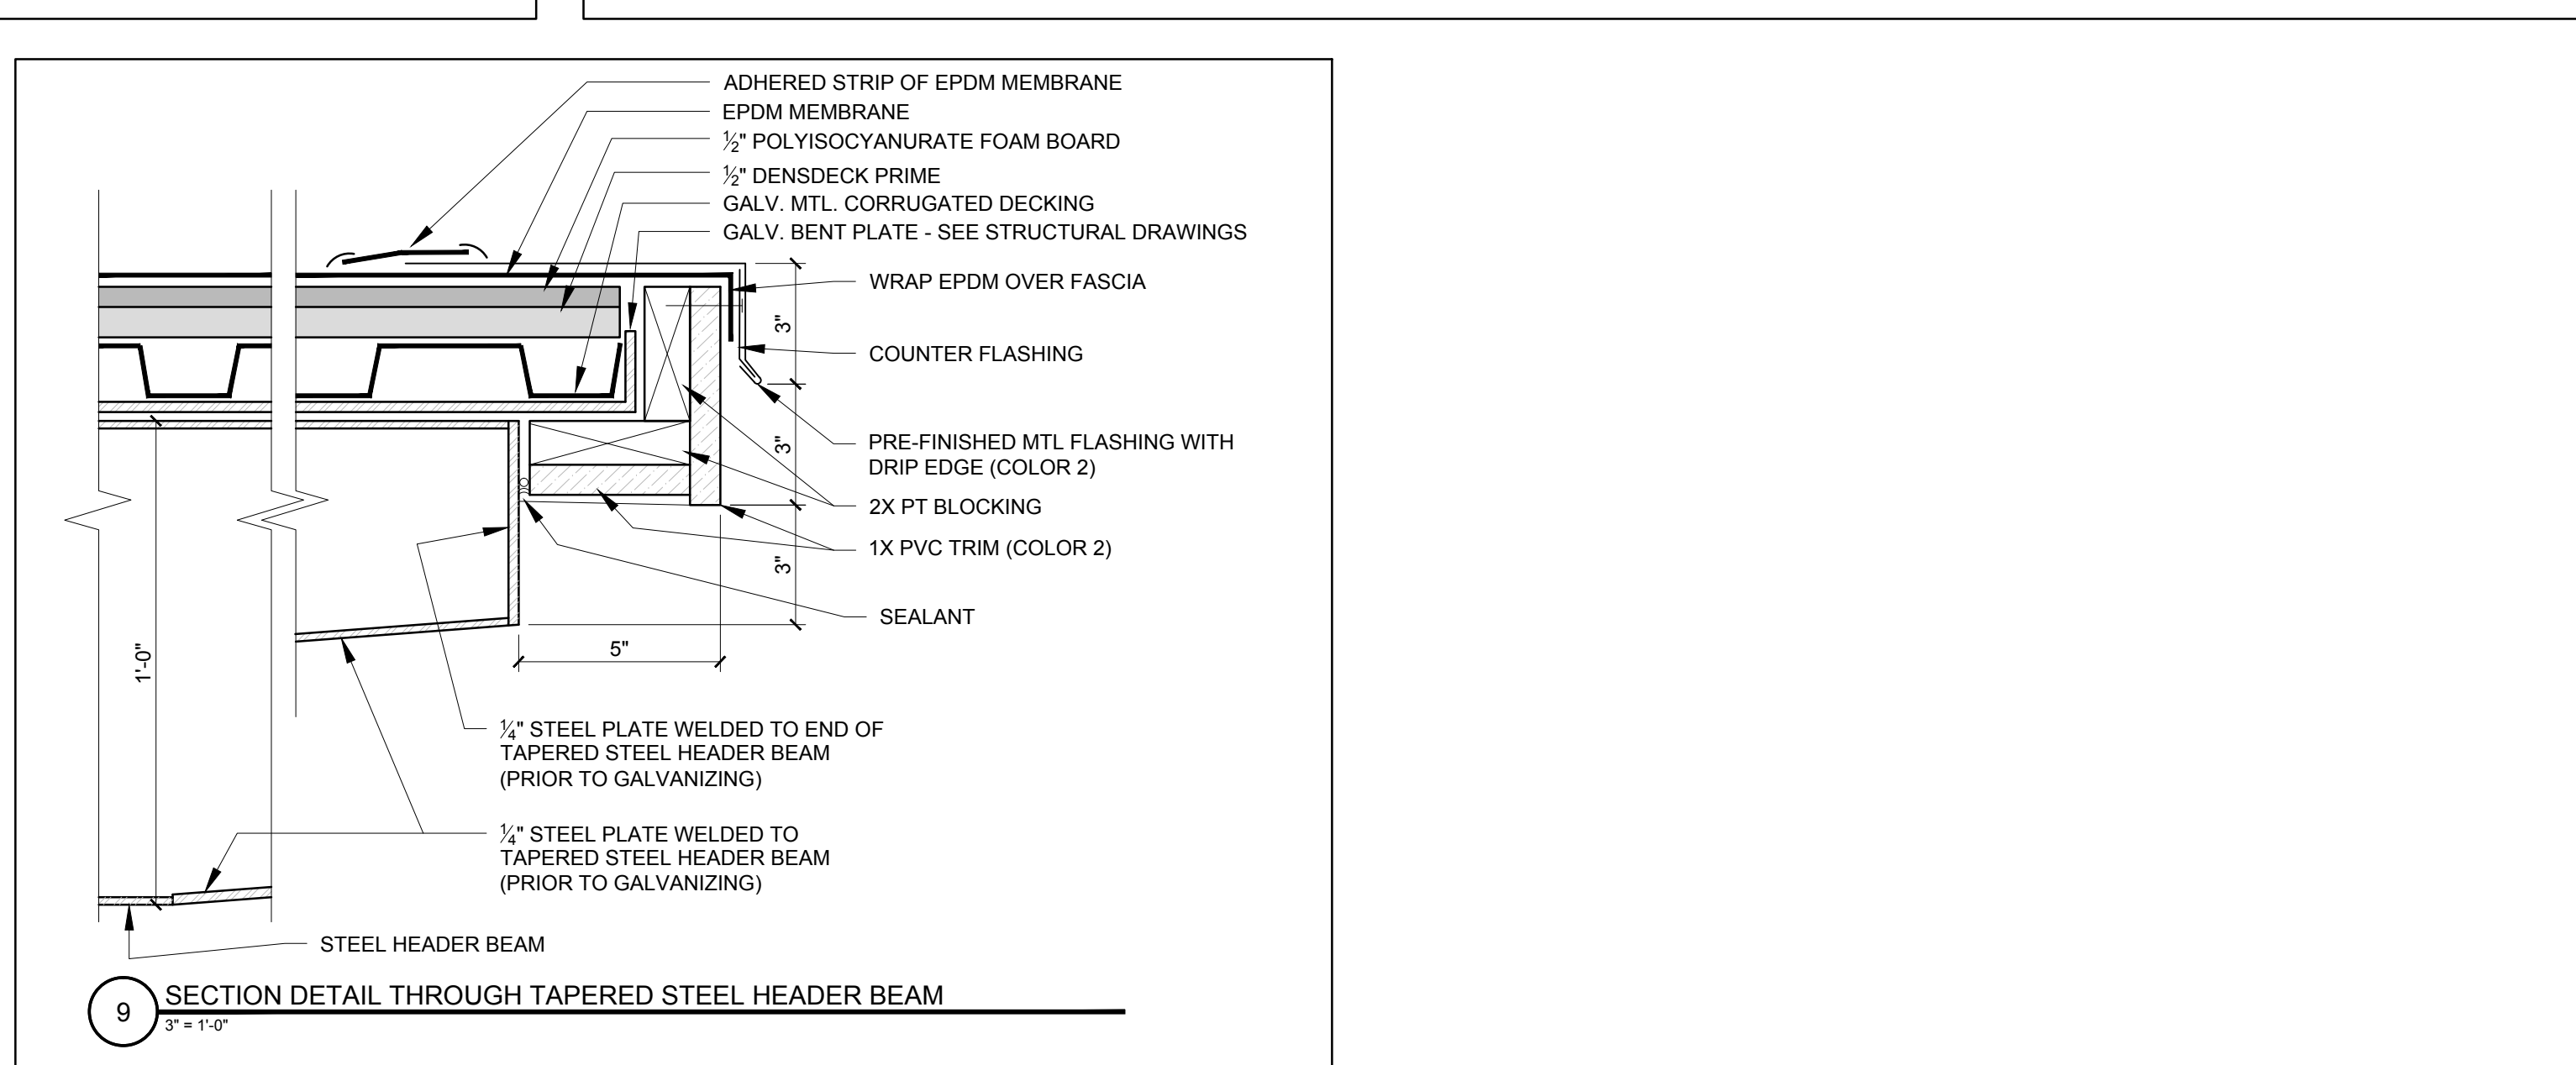 ADHERED STRIP OF EPDM MEMBRANE
EPDM MEMBRANE
½" POLYISOCYANURATE FOAM BOARD
½" DENSDECK PRIME
GALV. MTL. CORRUGATED DECKING
GALV. BENT PLATE - SEE STRUCTURAL DRAWINGS
WRAP EPDM OVER FASCIA
3"
COUNTER FLASHING
PRE-FINISHED MTL FLASHING WITH
DRIP EDGE (COLOR 2)
3"
2X PT BLOCKING
1X PVC TRIM (COLOR 2)
3"
SEALANT
5"
1'-0"
¼" STEEL PLATE WELDED TO END OF
TAPERED STEEL HEADER BEAM
(PRIOR TO GALVANIZING)
¼" STEEL PLATE WELDED TO
TAPERED STEEL HEADER BEAM
(PRIOR TO GALVANIZING)
STEEL HEADER BEAM
9
SECTION DETAIL THROUGH TAPERED STEEL HEADER BEAM
3" = 1'-0"